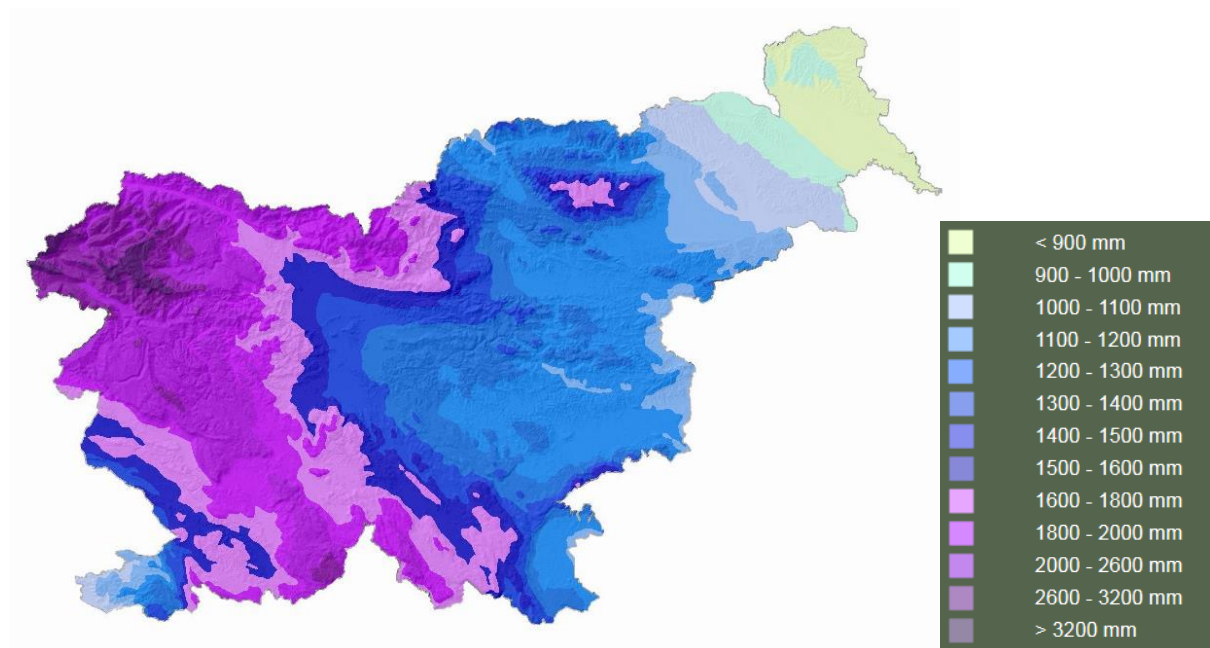 < 900 mm
900 - 1000 mm
1000 - 1100 mm
1100 - 1200 mm
1200 - 1300 mm
1300 - 1400 mm
1400 - 1500 mm
1500 - 1600 mm
1600 - 1800 mm
1800 - 2000 mm
2000 - 2600 mm
2600 - 3200 mm
> 3200 mm